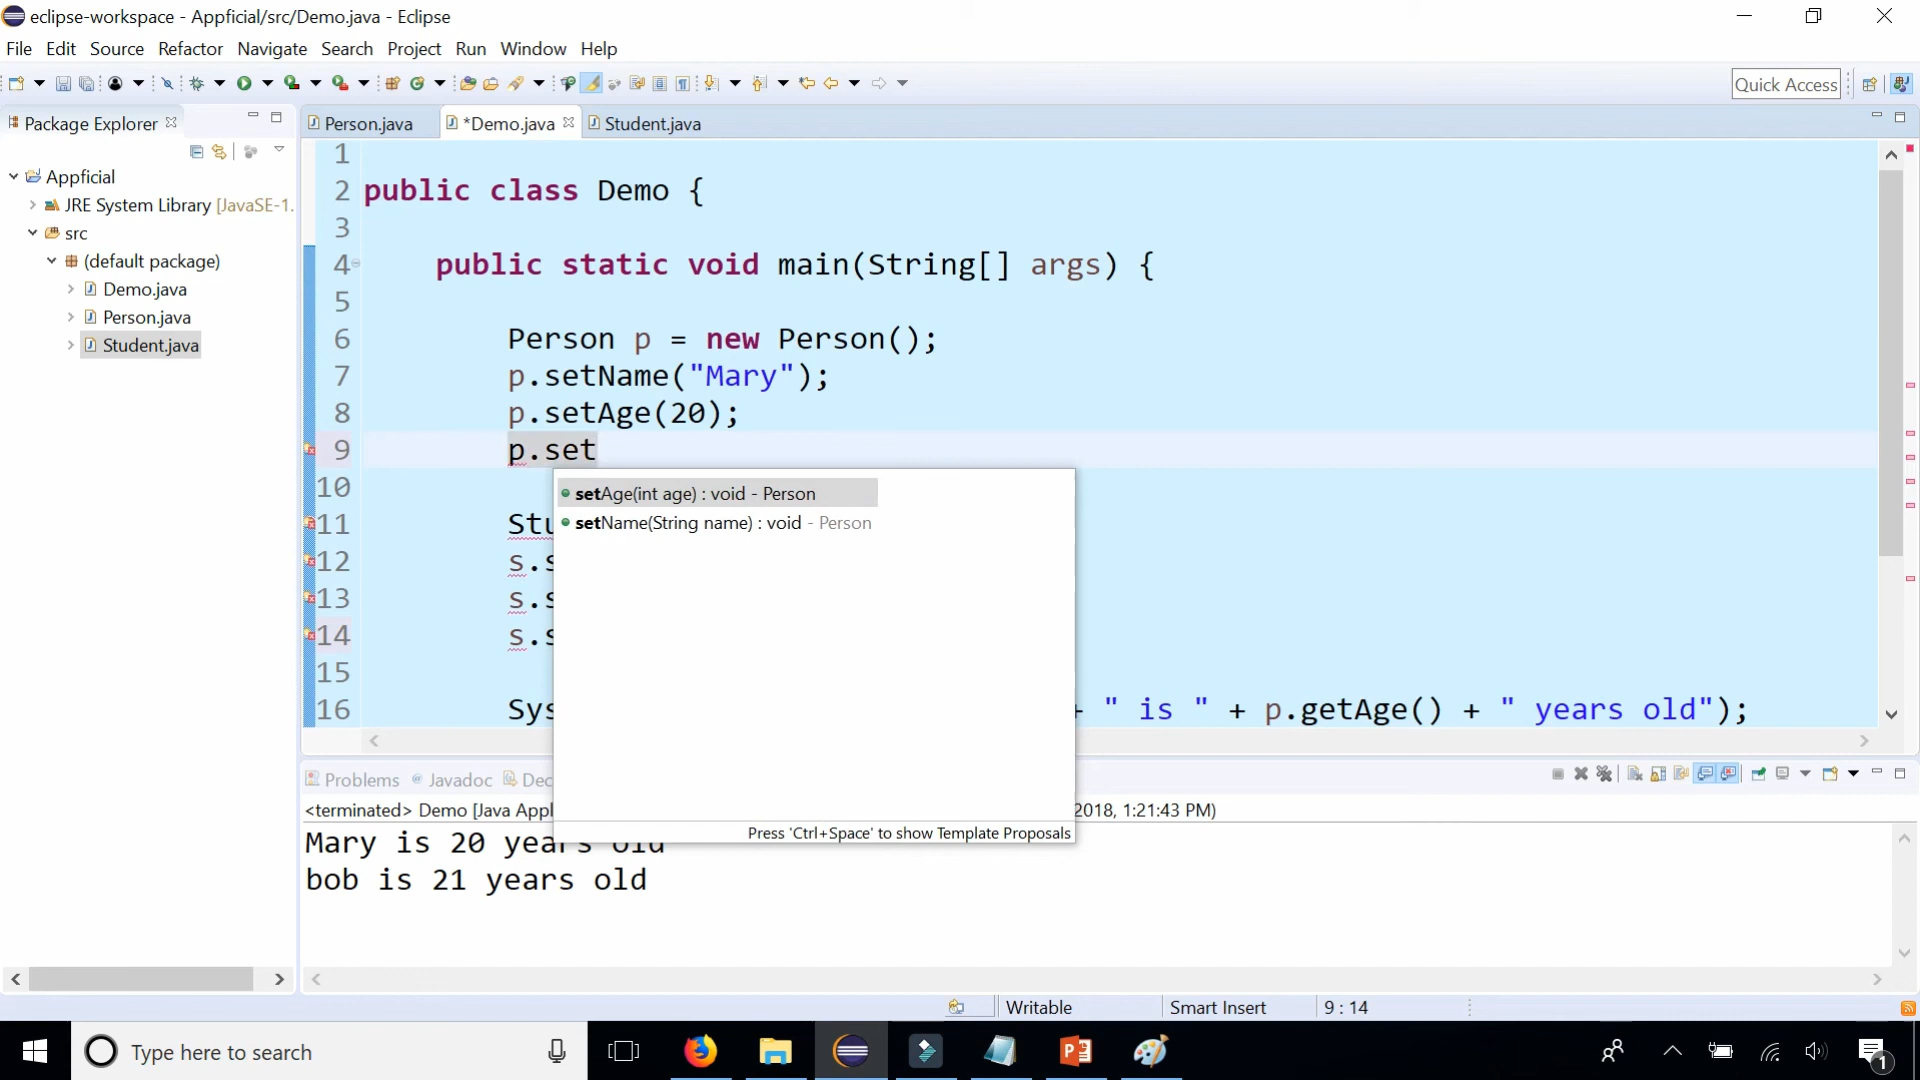 eclipse-workspace - Appficial/src/Demo.java - Eclipse
File Edit Source Refactor Navigate Search Project Run Window Help
Quick Access
Package Explorer
Person.java *Demo.java Student.java
Appficial
JRE System Library [JavaSE-1.
src
(default package)
Demo.java
Person.java
Student.java
1
2 public class Demo {
3
4 public static void main(String[] args) {
5
6 Person p = new Person();
7 p.setName("Mary");
8 p.setAge(20);
9 p.set
setAge(int age) : void - Person
setName(String name) : void - Person
Press 'Ctrl+Space' to show Template Proposals
10
11 Stu
12 s.s
13 s.s
14 s.s
15
16 Sys + " is " + p.getAge() + " years old");
Problems Javadoc Dec
<terminated> Demo [Java Appl 2018, 1:21:43 PM)
Mary is 20 years old
bob is 21 years old
Writable Smart Insert 9 : 14
Type here to search
1